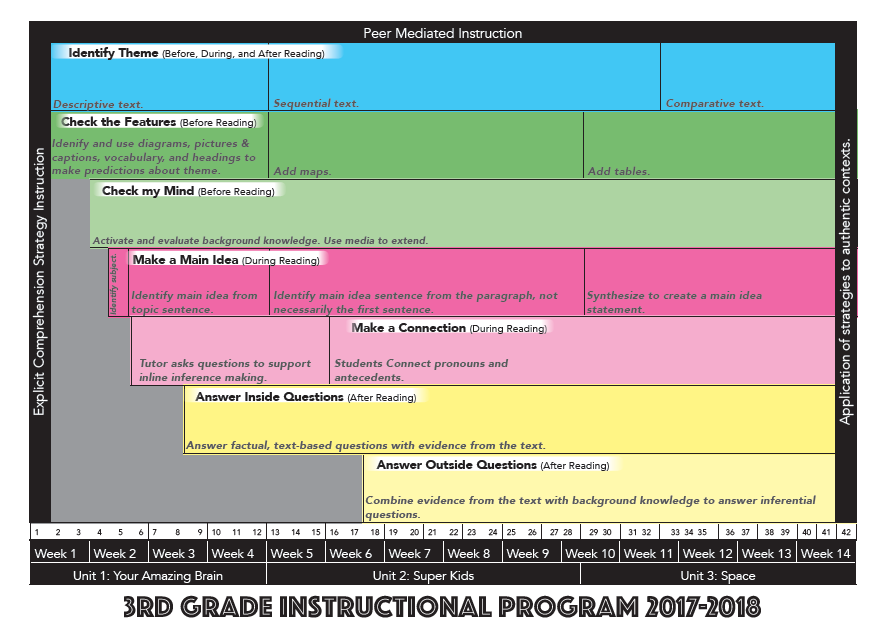 Peer Mediated Instruction
Explicit Comprehension Strategy Instruction
Application of strategies to authentic contexts.
Identify Theme (Before, During, and After Reading)
Descriptive text.
Sequential text.
Comparative text.
Check the Features (Before Reading)
Idenify and use diagrams, pictures &
captions, vocabulary, and headings to
make predictions about theme.
Add maps.
Add tables.
Check my Mind (Before Reading)
Activate and evaluate background knowledge. Use media to extend.
Identify subject.
Make a Main Idea (During Reading)
Identify main idea from
topic sentence.
Identify main idea sentence from the paragraph, not
necessarily the first sentence.
Synthesize to create a main idea
statement.
Make a Connection (During Reading)
Tutor asks questions to support
inline inference making.
Students Connect pronouns and
antecedents.
Answer Inside Questions (After Reading)
Answer factual, text-based questions with evidence from the text.
Answer Outside Questions (After Reading)
Combine evidence from the text with background knowledge to answer inferential
questions.
1 2 3 4 5 6 7 8 9 10 11 12 13 14 15 16 17 18 19 20 21 22 23 24 25 26 27 28 29 30 31 32 33 34 35 36 37 38 39 40 41 42
Week 1 Week 2 Week 3 Week 4 Week 5 Week 6 Week 7 Week 8 Week 9 Week 10 Week 11 Week 12 Week 13 Week 14
Unit 1: Your Amazing Brain Unit 2: Super Kids Unit 3: Space
3RD GRADE INSTRUCTIONAL PROGRAM 2017-2018